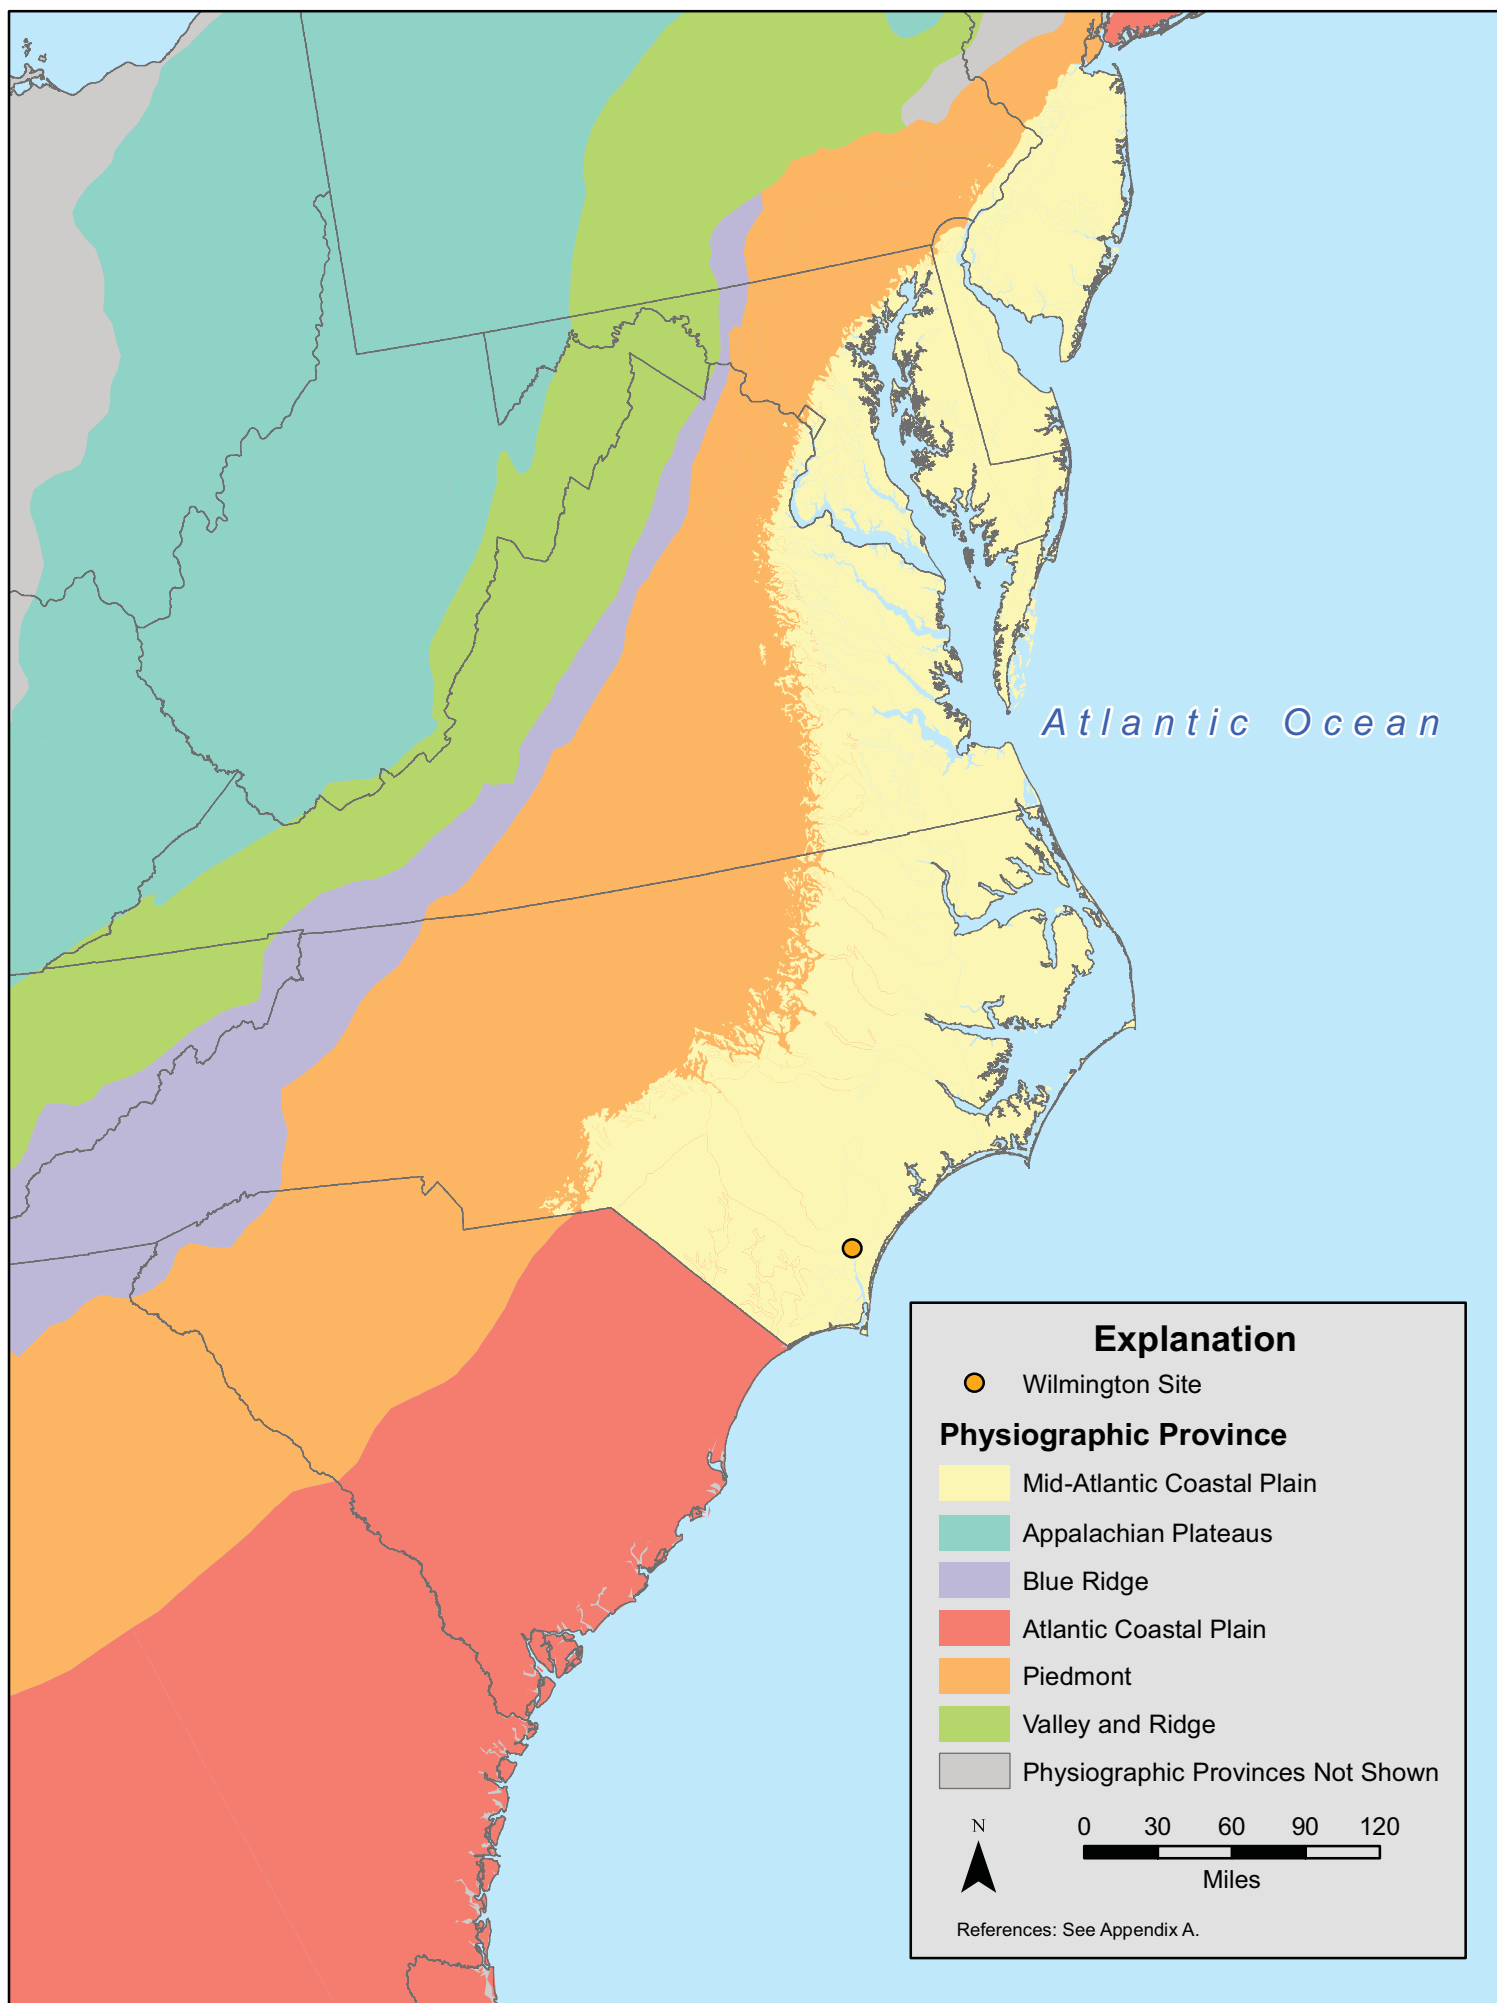 Atlantic Ocean
Explanation
Wilmington Site
Physiographic Province
Mid-Atlantic Coastal Plain
Appalachian Plateaus
Blue Ridge
Atlantic Coastal Plain
Piedmont
Valley and Ridge
Physiographic Provinces Not Shown
N
0 30 60 90 120
Miles
References: See Appendix A.